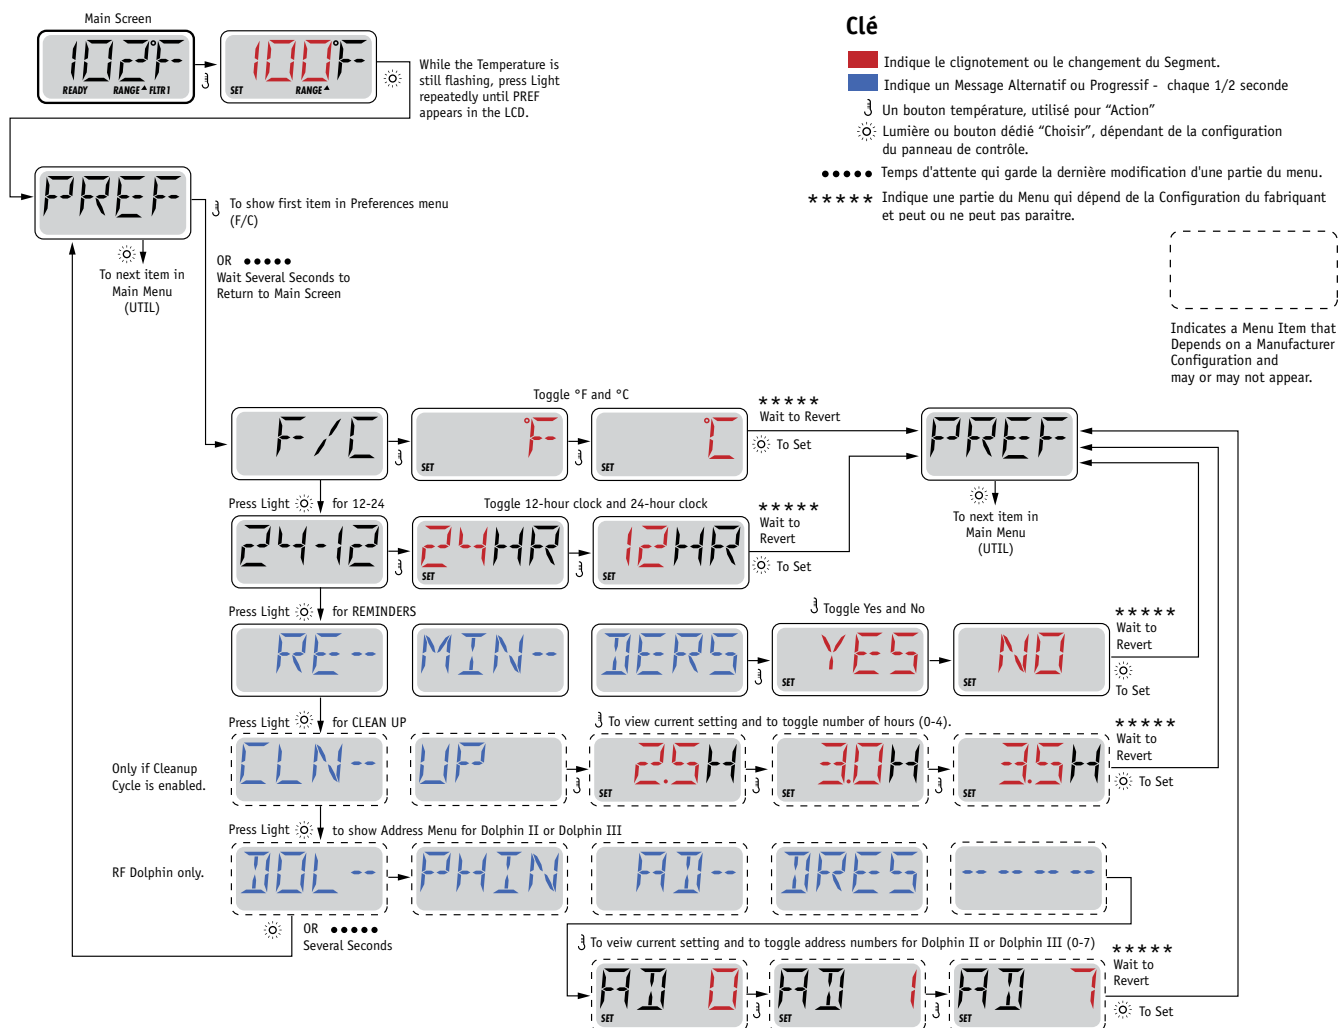 Main Screen
102°F
READY RANGE FLTR1
100°F
SET RANGE
While the Temperature is
still flashing, press Light
repeatedly until PREF
appears in the LCD.
Clé
Indique le clignotement ou le changement du Segment.
Indique un Message Alternatif ou Progressif - chaque 1/2 seconde
Un bouton température, utilisé pour "Action"
Lumière ou bouton dédié "Choisir", dépendant de la configuration
du panneau de contrôle.
••••• Temps d'attente qui garde la dernière modification d'une partie du menu.
***** Indique une partie du Menu qui dépend de la Configuration du fabriquant
et peut ou ne peut pas paraitre.
Indicates a Menu Item that
Depends on a Manufacturer
Configuration and
may or may not appear.
PREF
To show first item in Preferences menu
(F/C)
To next item in
Main Menu
(UTIL)
OR •••••
Wait Several Seconds to
Return to Main Screen
Toggle °F and °C
F/C
°F
SET
°C
SET
*****
Wait to Revert
To Set
PREF
To next item in
Main Menu
(UTIL)
Press Light for 12-24
Toggle 12-hour clock and 24-hour clock
24-12
24HR
SET
12HR
SET
*****
Wait to
Revert
To Set
Press Light for REMINDERS
Toggle Yes and No
RE--
MIN--
DERS
YES
SET
NO
SET
*****
Wait to
Revert
To Set
Press Light for CLEAN UP
To view current setting and to toggle number of hours (0-4).
Only if Cleanup
Cycle is enabled.
CLN--
UP
2.5H
SET
3.0H
SET
3.5H
SET
*****
Wait to
Revert
To Set
Press Light to show Address Menu for Dolphin II or Dolphin III
RF Dolphin only.
DOL--
PHIN
AD--
DRES
-- -- -- --
OR •••••
Several Seconds
To veiw current setting and to toggle address numbers for Dolphin II or Dolphin III (0-7)
AD 0
SET
AD 1
SET
AD 7
SET
*****
Wait to
Revert
To Set